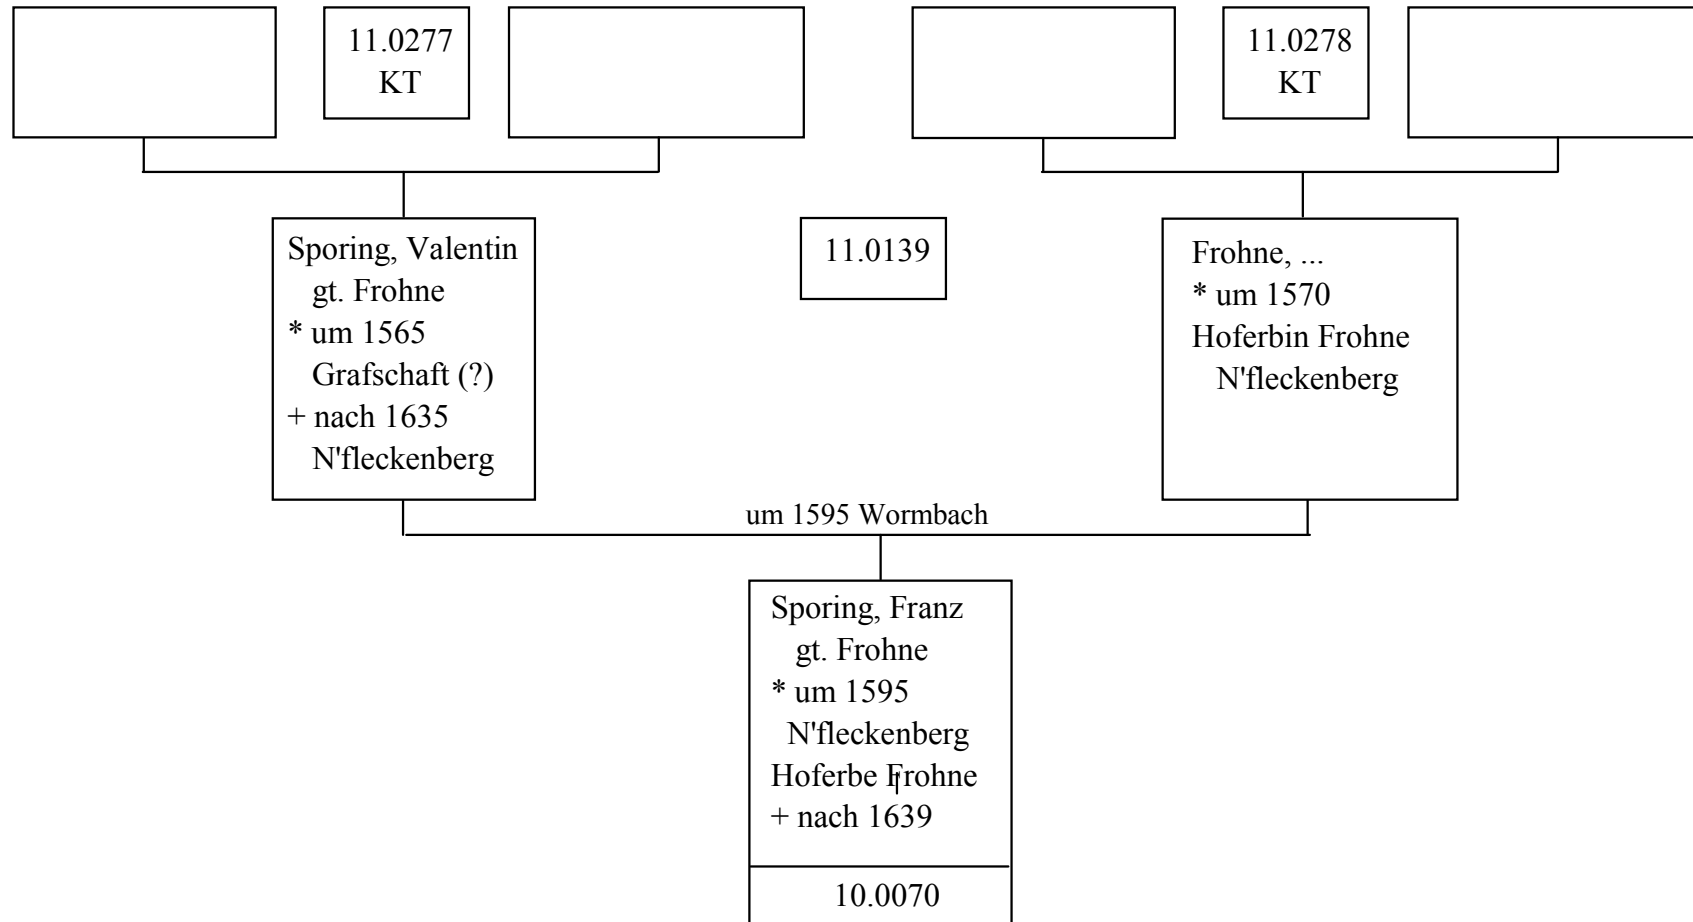 11.0277
KT
11.0278
KT
Sporing, Valentin
gt. Frohne
* um 1565
Grafschaft (?)
+ nach 1635
N'fleckenberg
11.0139
Frohne, ...
* um 1570
Hoferbin Frohne
N'fleckenberg
um 1595 Wormbach
Sporing, Franz
gt. Frohne
* um 1595
N'fleckenberg
Hoferbe Frohne
+ nach 1639
10.0070